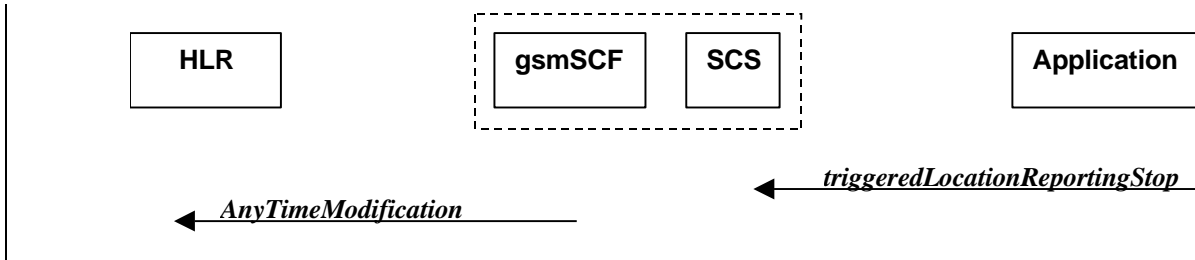 HLR
gsmSCF
SCS
Application
triggeredLocationReportingStop
AnyTimeModification